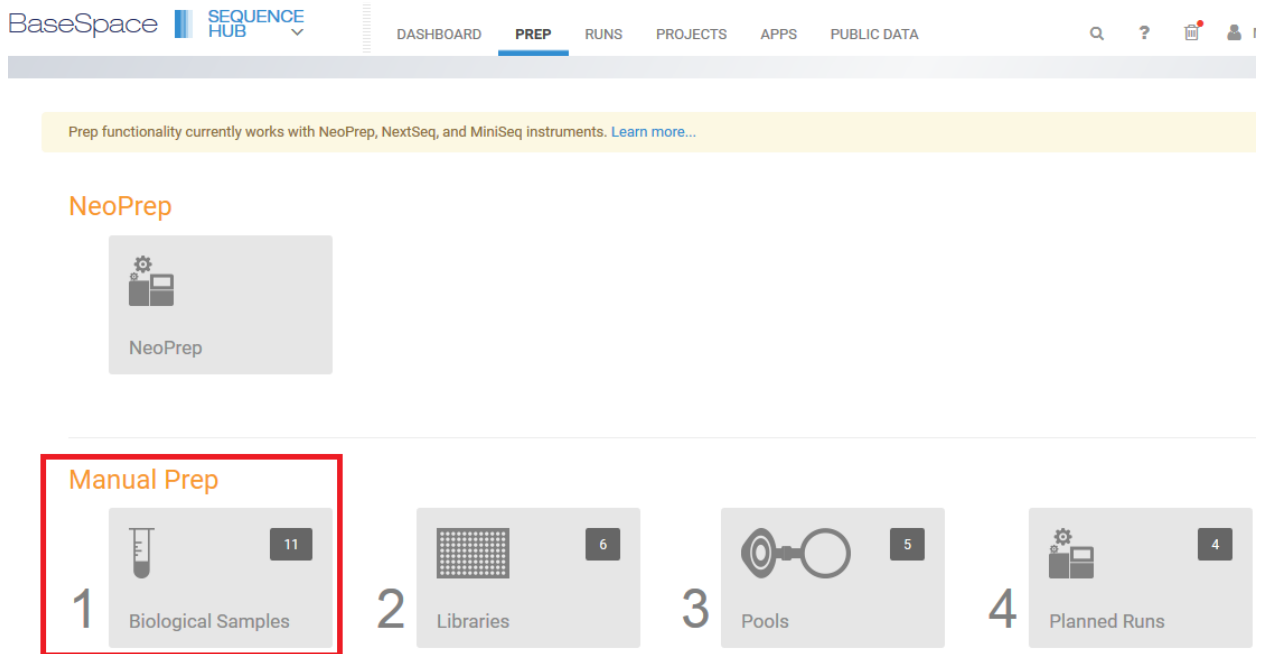 BaseSpace SEQUENCE HUB DASHBOARD PREP RUNS PROJECTS APPS PUBLIC DATA ?
Prep functionality currently works with NeoPrep, NextSeq, and MiniSeq instruments. Learn more...
NeoPrep
NeoPrep
Manual Prep
11 6 5 4
1 Biological Samples 2 Libraries 3 Pools 4 Planned Runs